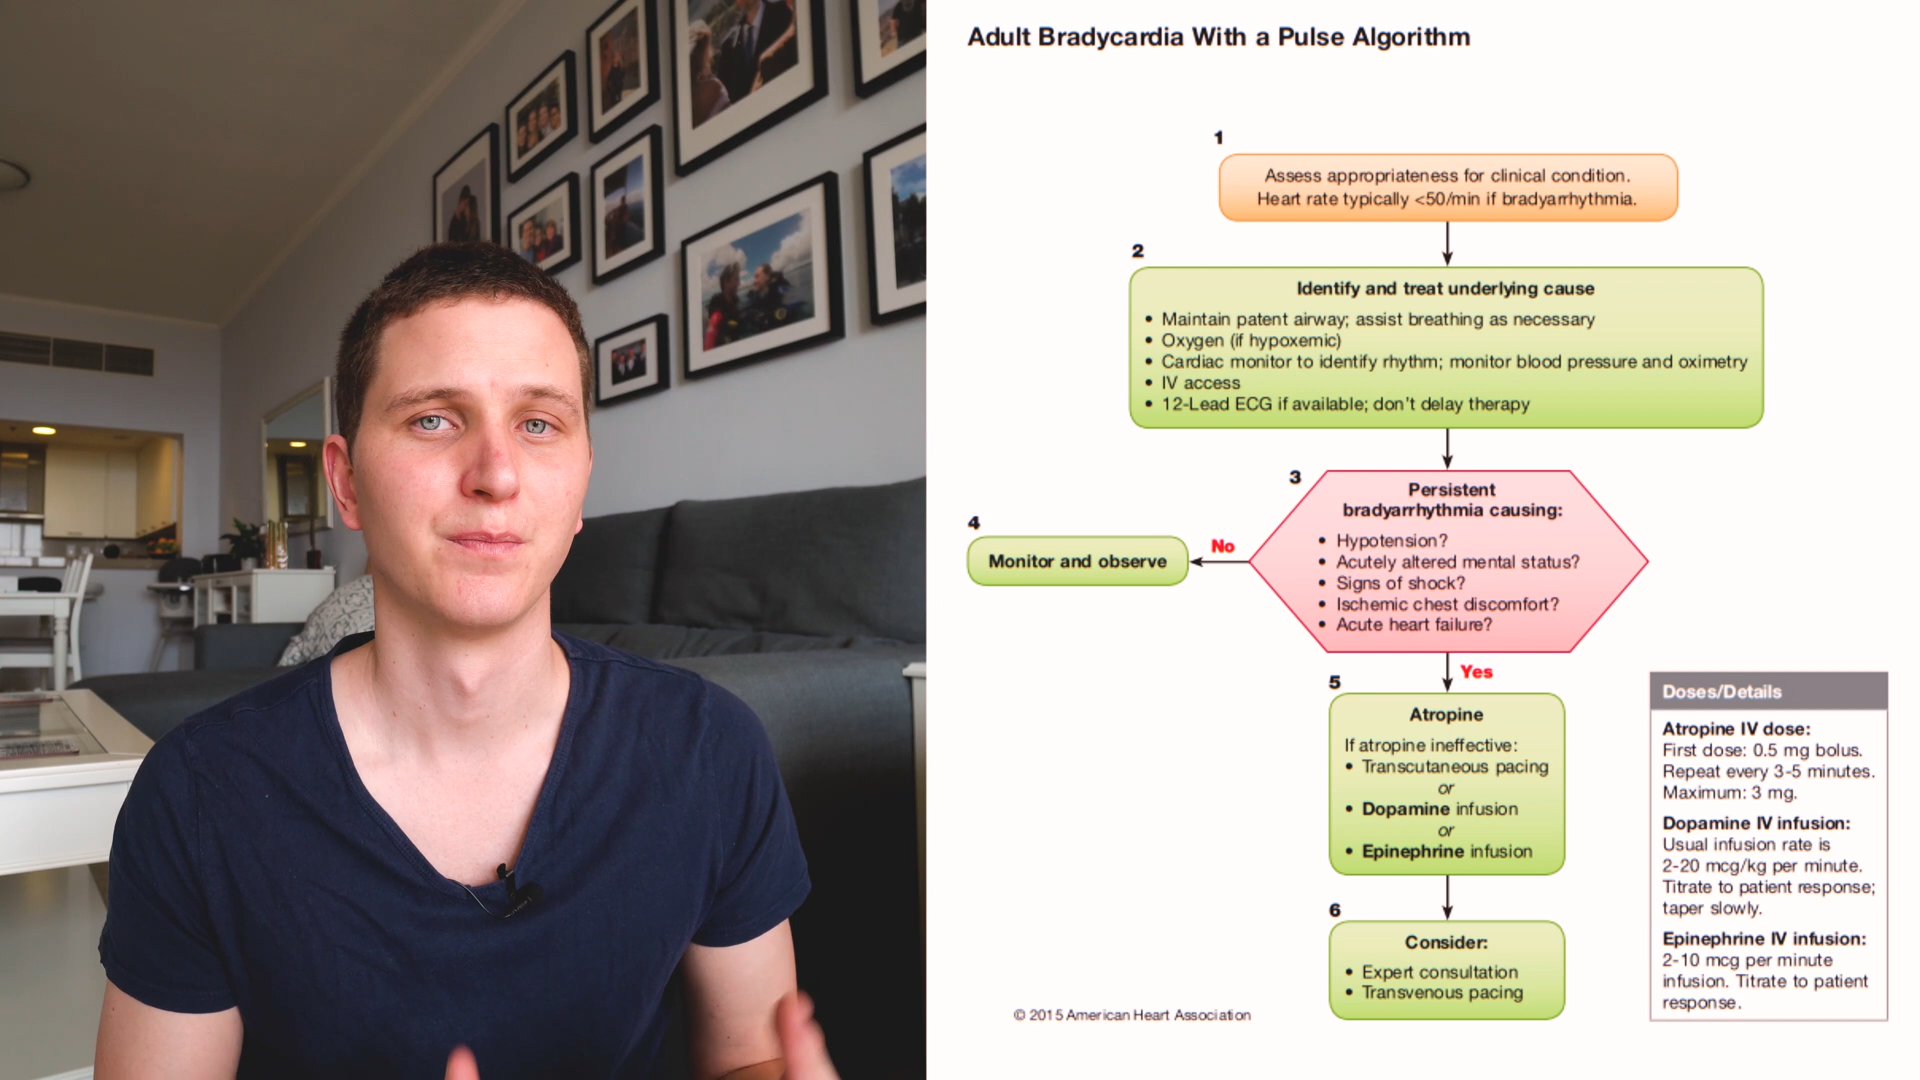 Adult Bradycardia With a Pulse Algorithm
1
Assess appropriateness for clinical condition.
Heart rate typically <50/min if bradyarrhythmia.
2
Identify and treat underlying cause
• Maintain patent airway; assist breathing as necessary
• Oxygen (if hypoxemic)
• Cardiac monitor to identify rhythm; monitor blood pressure and oximetry
• IV access
• 12-Lead ECG if available; don't delay therapy
3
Persistent
bradyarrhythmia causing:
• Hypotension?
• Acutely altered mental status?
• Signs of shock?
• Ischemic chest discomfort?
• Acute heart failure?
No
4
Monitor and observe
Yes
5
Atropine
If atropine ineffective:
• Transcutaneous pacing
or
• Dopamine infusion
or
• Epinephrine infusion
6
Consider:
• Expert consultation
• Transvenous pacing
Doses/Details
Atropine IV dose:
First dose: 0.5 mg bolus.
Repeat every 3-5 minutes.
Maximum: 3 mg.
Dopamine IV infusion:
Usual infusion rate is
2-20 mcg/kg per minute.
Titrate to patient response;
taper slowly.
Epinephrine IV infusion:
2-10 mcg per minute
infusion. Titrate to patient
response.
© 2015 American Heart Association